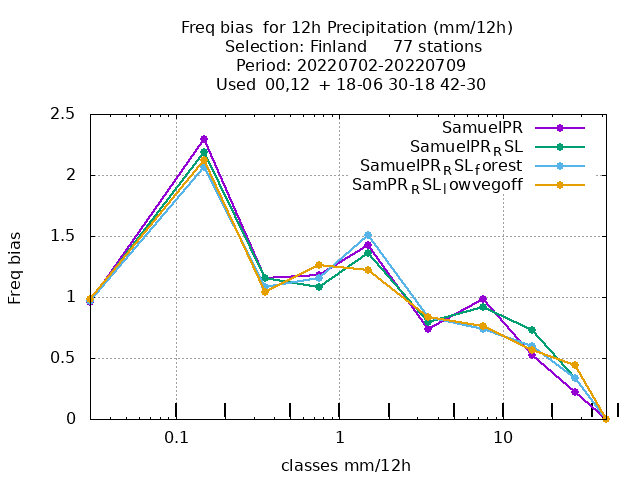 Freq bias  for 12h Precipitation (mm/12h)
Selection: Finland     77 stations
Period: 20220702-20220709
Used  00,12  + 18-06 30-18 42-30
2.5
2
1.5
1
0.5
0
Freq bias
SamuelPR
SamuelPR_RSL
SamuelPR_RSL_forest
SamPR_RSL_lowvegoff
0.1
1
10
classes mm/12h